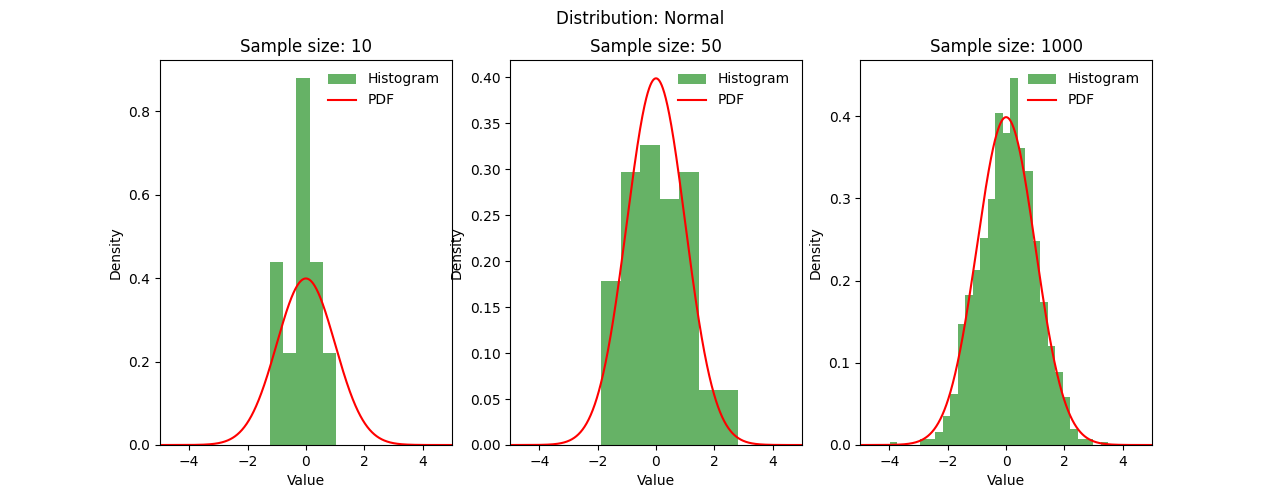 Distribution: Normal
Sample size: 10
Histogram
PDF
0.8
0.6
0.4
0.2
0.0
Density
−4
−2
0
2
4
Value
Sample size: 50
Histogram
PDF
0.40
0.35
0.30
0.25
0.20
0.15
0.10
0.05
0.00
Density
−4
−2
0
2
4
Value
Sample size: 1000
Histogram
PDF
0.4
0.3
0.2
0.1
0.0
Density
−4
−2
0
2
4
Value